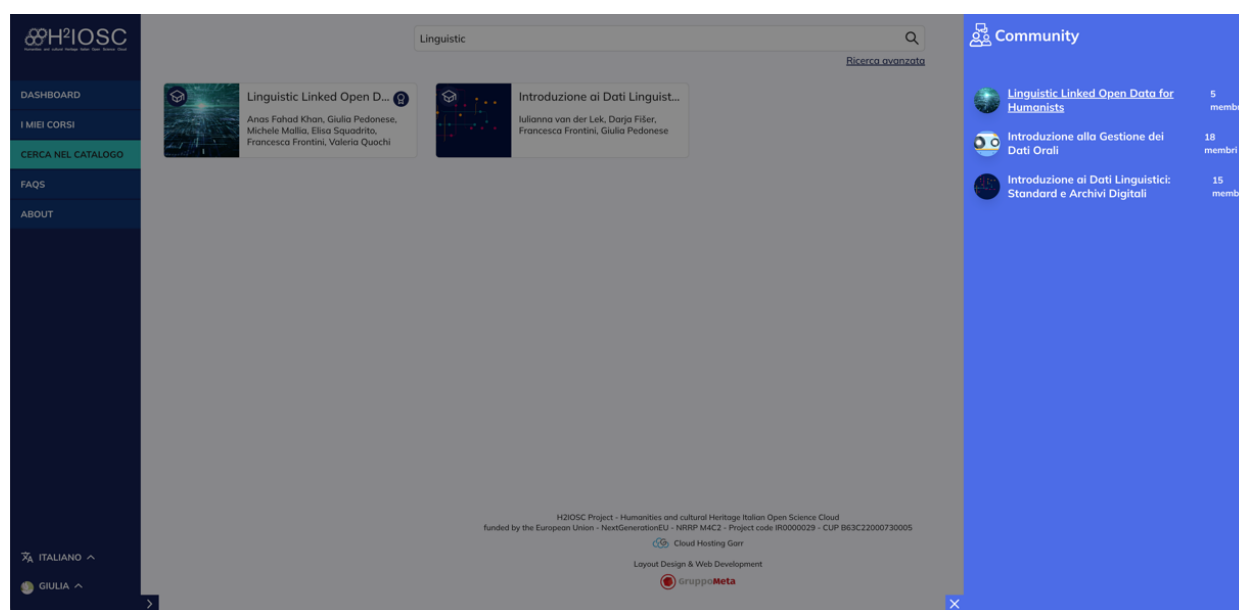 H²IOSC
DASHBOARD
I MIEI CORSI
CERCA NEL CATALOGO
FAQS
ABOUT
ITALIANO
GIULIA
Linguistic
Ricerca avanzata
Linguistic Linked Open D...
Anas Fahad Khan, Giulia Pedonese,
Michele Mallia, Elisa Squadrito,
Francesca Frontini, Valeria Quochi
Introduzione ai Dati Linguist...
Iulianna van der Lek, Darja Fišer,
Francesca Frontini, Giulia Pedonese
H2IOSC Project - Humanities and cultural Heritage Italian Open Science Cloud
funded by the European Union - NextGenerationEU - NRRP M4C2 - Project code IR0000029 - CUP B63C22000730005
Cloud Hosting Garr
Layout Design & Web Development
GruppoMeta
Community
Linguistic Linked Open Data for
Humanists
5
membr
Introduzione alla Gestione dei
Dati Orali
18
membri
Introduzione ai Dati Linguistici:
Standard e Archivi Digitali
15
memb